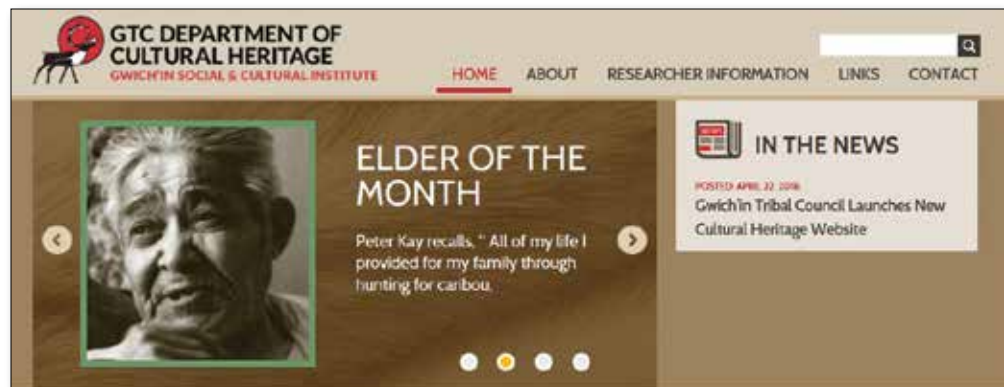 GTC DEPARTMENT OF
CULTURAL HERITAGE
GWICH'IN SOCIAL & CULTURAL INSTITUTE
HOME ABOUT RESEARCHER INFORMATION LINKS CONTACT
ELDER OF THE
MONTH
Peter Kay recalls, " All of my life I
provided for my family through
hunting for caribou.
IN THE NEWS
POSTED APRIL 22 2016
Gwich'in Tribal Council Launches New
Cultural Heritage Website